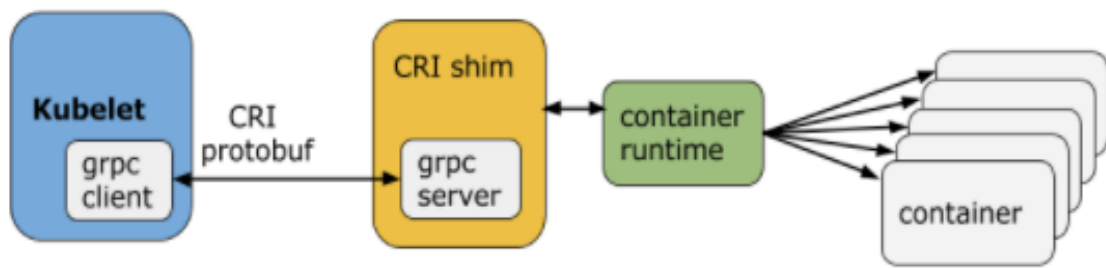 Kubelet
grpc
client
CRI
protobuf
CRI shim
grpc
server
container
runtime
container